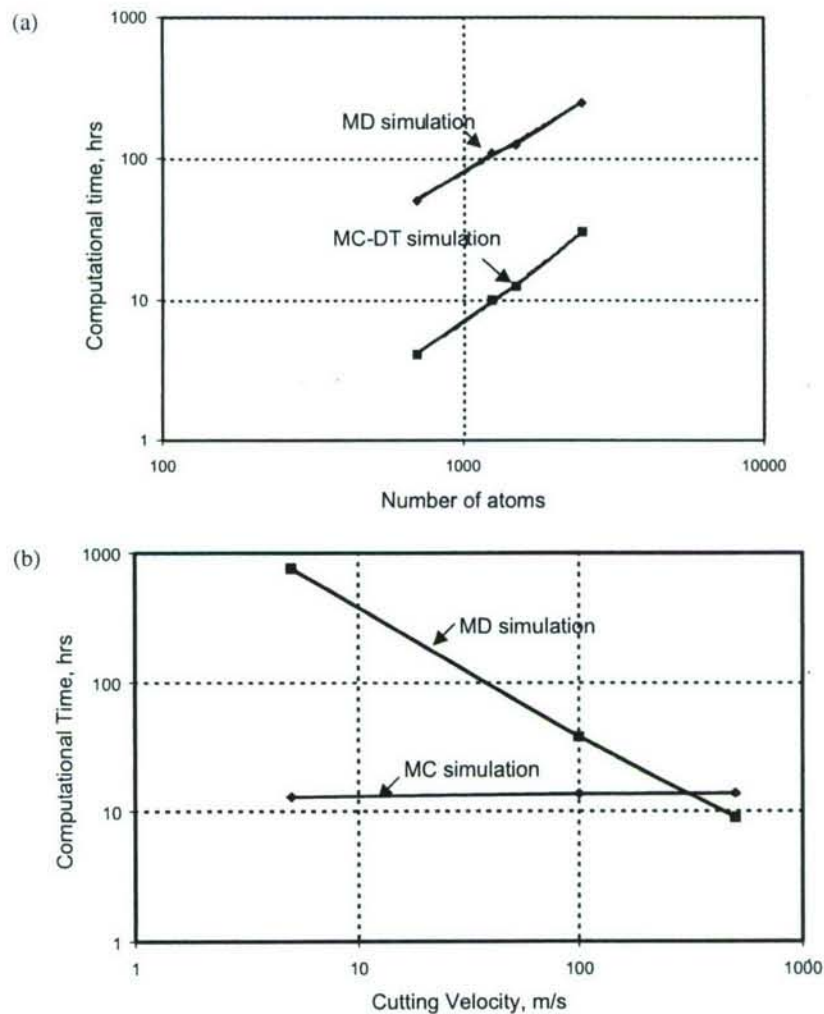 (a)
1000
100
10
1
100
1000
10000
Computational time, hrs
MD simulation
MC-DT simulation
Number of atoms
(b)
1000
100
10
1
1
10
100
1000
Computational Time, hrs
MD simulation
MC simulation
Cutting Velocity, m/s